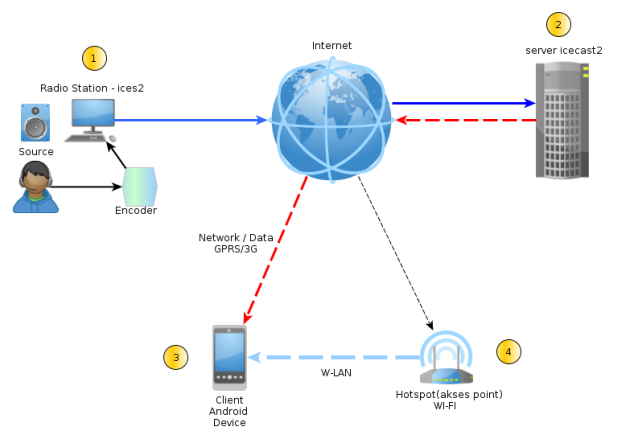 Internet
2
server icecast2
1
Radio Station - ices2
Source
Encoder
Network / Data
GPRS/3G
3
4
W-LAN
Client
Android
Device
Hotspot(akses point)
WI-FI